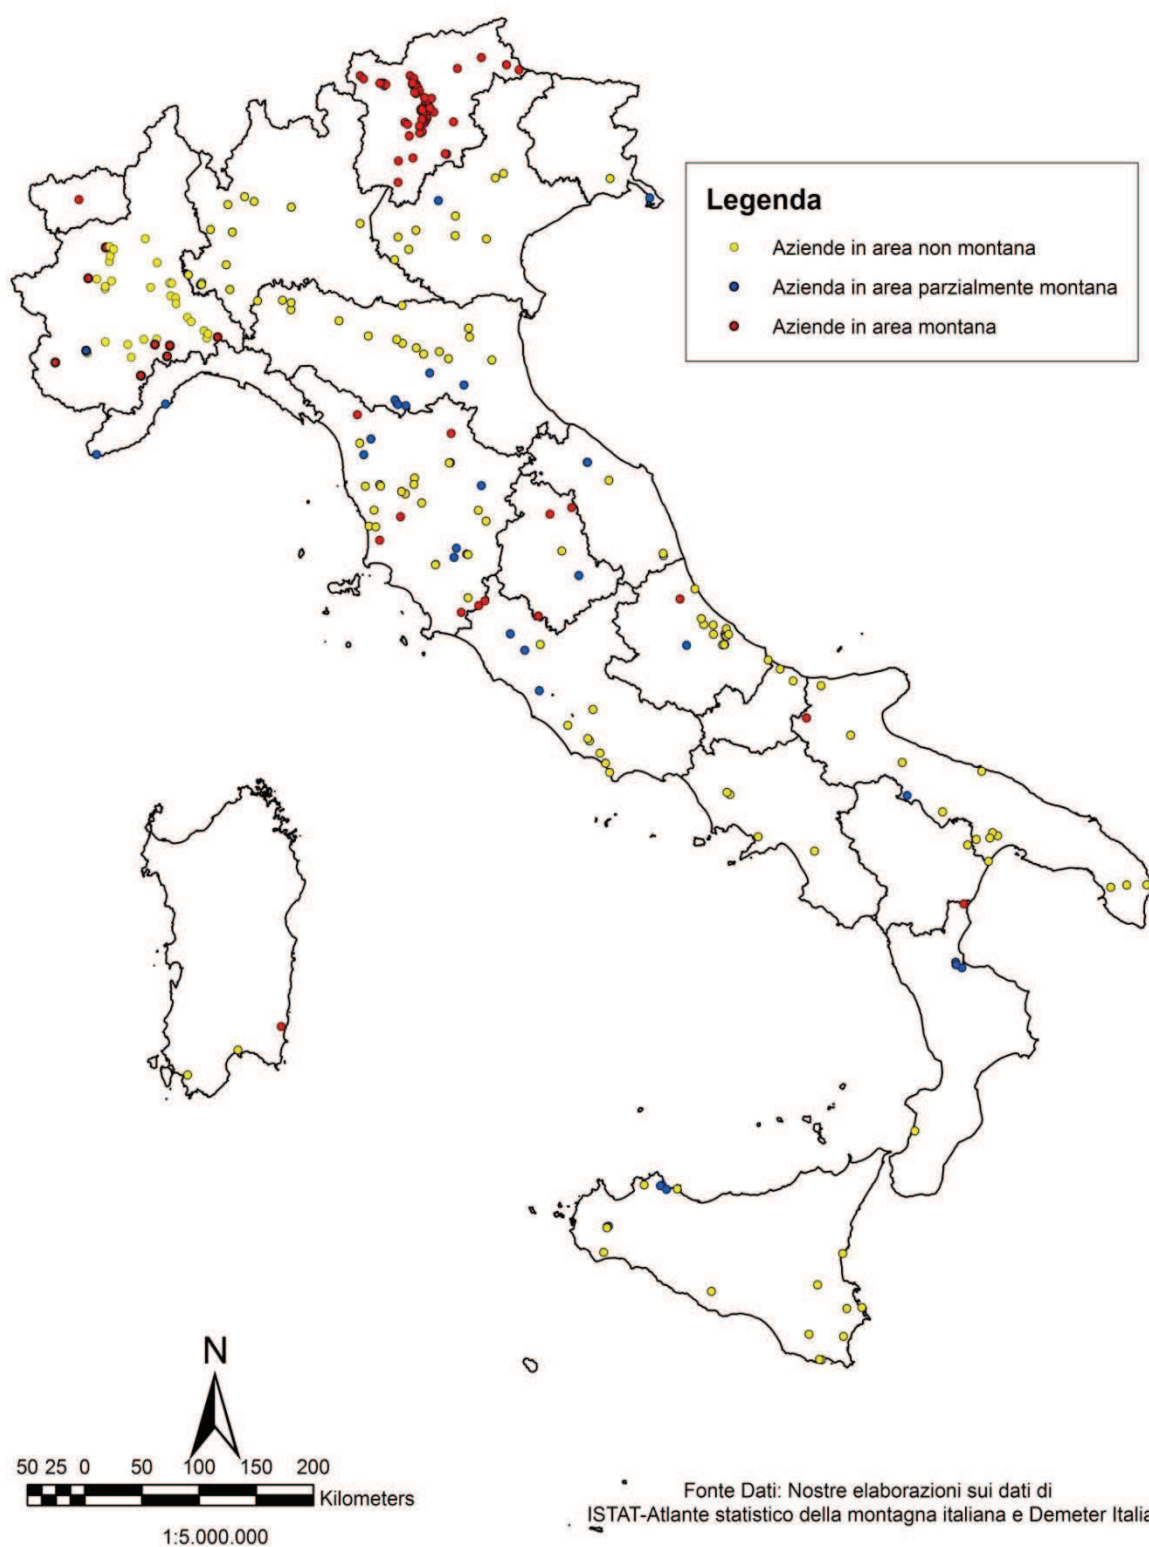 Legenda
Aziende in area non montana
Azienda in area parzialmente montana
Aziende in area montana
N
50 25 0 50 100 150 200
Kilometers
1:5.000.000
Fonte Dati: Nostre elaborazioni sui dati di
ISTAT-Atlante statistico della montagna italiana e Demeter Italia